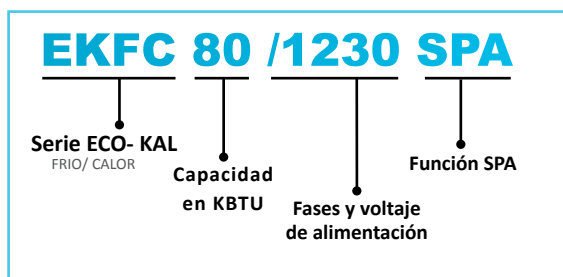 EKFC 80 /1230 SPA
Serie ECO- KAL
FRIO/ CALOR
Capacidad
en KBTU
Fases y voltaje
de alimentación
Función SPA